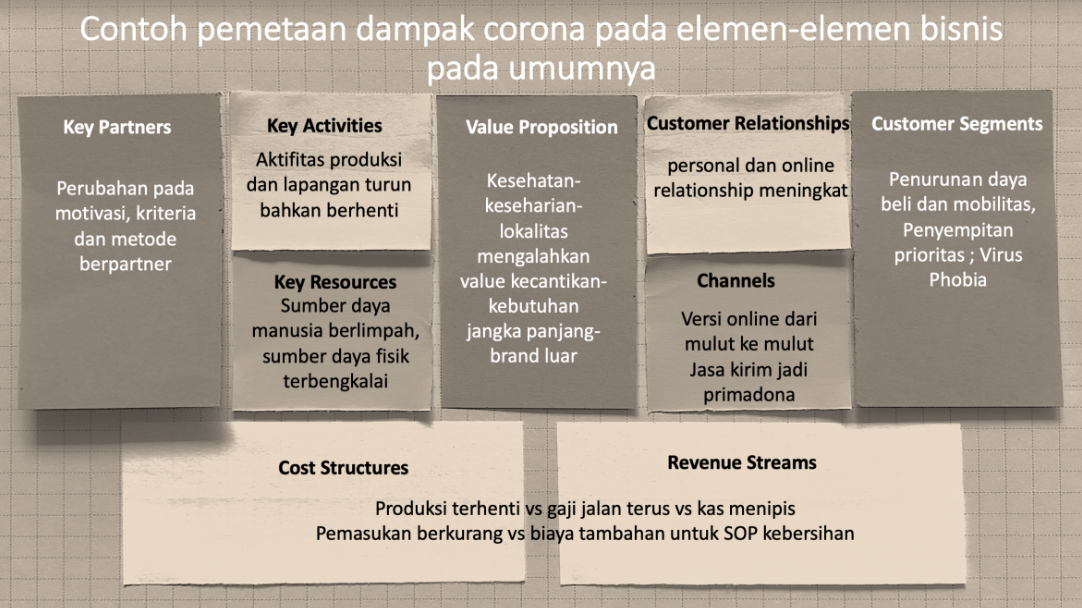 Contoh pemetaan dampak corona pada elemen-elemen bisnis
pada umumnya
Key Partners
Perubahan pada
motivasi, kriteria
dan metode
berpartner
Key Activities
Aktifitas produksi
dan lapangan turun
bahkan berhenti
Key Resources
Sumber daya
manusia berlimpah,
sumber daya fisik
terbengkalai
Value Proposition
Kesehatan-
keseharian-
lokalitas
mengalahkan
value kecantikan-
kebutuhan
jangka panjang-
brand luar
Customer Relationships
personal dan online
relationship meningkat
Channels
Versi online dari
mulut ke mulut
Jasa kirim jadi
primadona
Customer Segments
Penurunan daya
beli dan mobilitas,
Penyempitan
prioritas ; Virus
Phobia
Cost Structures
Revenue Streams
Produksi terhenti vs gaji jalan terus vs kas menipis
Pemasukan berkurang vs biaya tambahan untuk SOP kebersihan